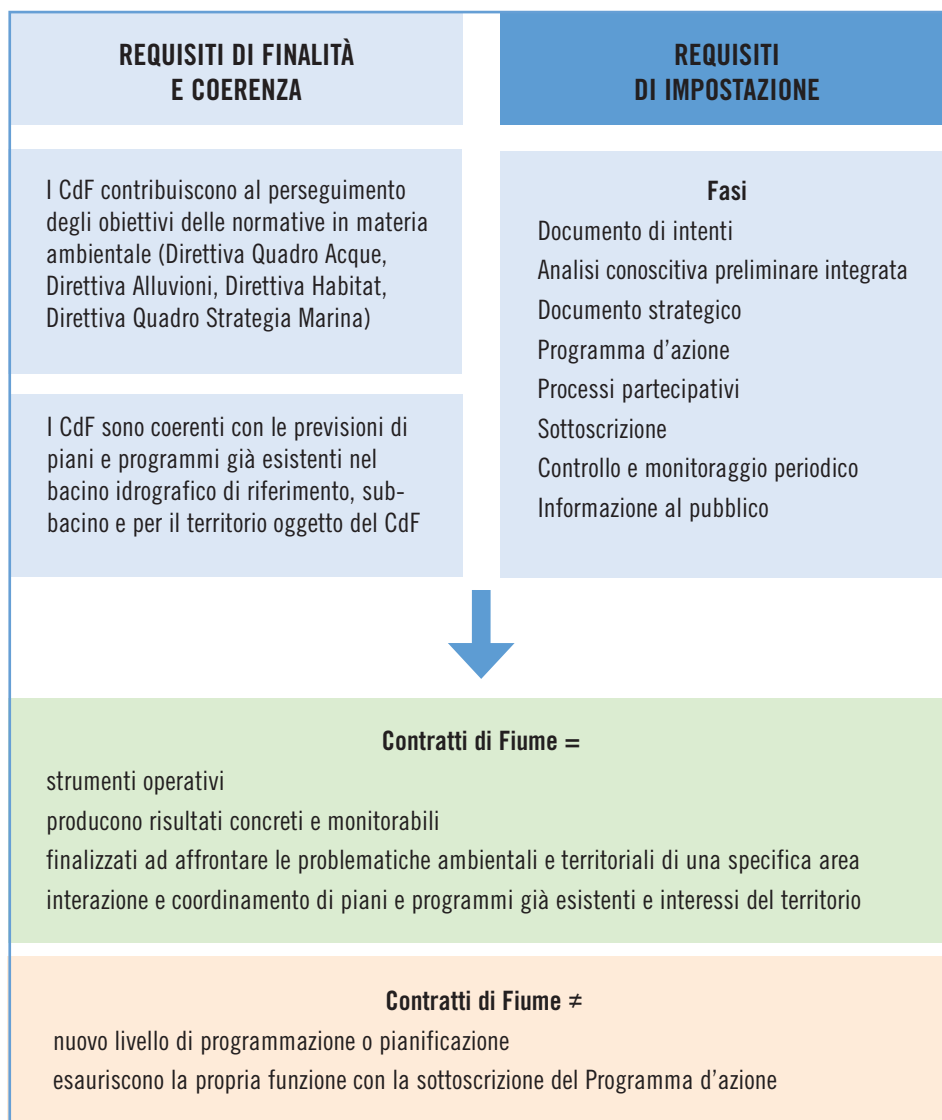 REQUISITI DI FINALITÀ
E COERENZA
I CdF contribuiscono al perseguimento
degli obiettivi delle normative in materia
ambientale (Direttiva Quadro Acque,
Direttiva Alluvioni, Direttiva Habitat,
Direttiva Quadro Strategia Marina)
I CdF sono coerenti con le previsioni di
piani e programmi già esistenti nel
bacino idrografico di riferimento, sub-
bacino e per il territorio oggetto del CdF
REQUISITI
DI IMPOSTAZIONE
Fasi
Documento di intenti
Analisi conoscitiva preliminare integrata
Documento strategico
Programma d'azione
Processi partecipativi
Sottoscrizione
Controllo e monitoraggio periodico
Informazione al pubblico
Contratti di Fiume =
strumenti operativi
producono risultati concreti e monitorabili
finalizzati ad affrontare le problematiche ambientali e territoriali di una specifica area
interazione e coordinamento di piani e programmi già esistenti e interessi del territorio
Contratti di Fiume ≠
nuovo livello di programmazione o pianificazione
esauriscono la propria funzione con la sottoscrizione del Programma d'azione